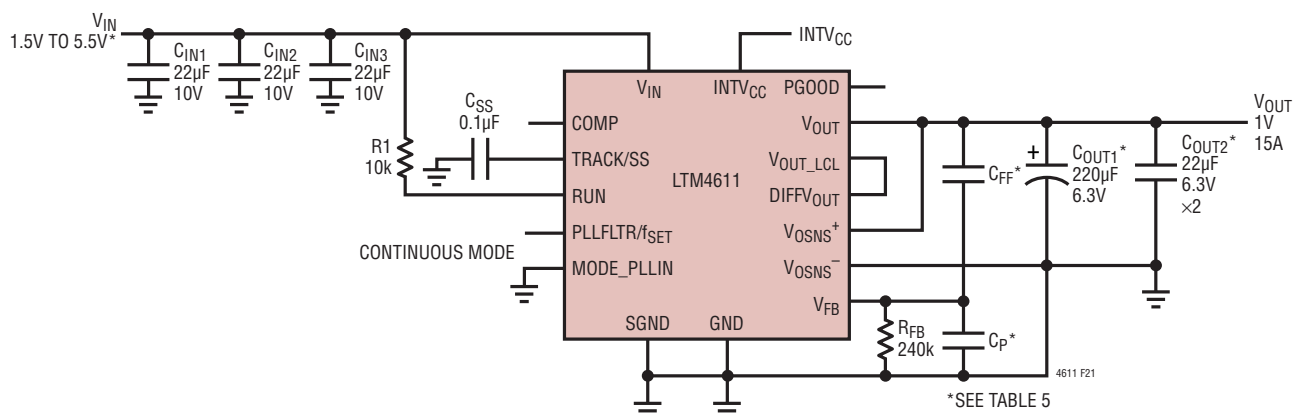 VIN
1.5V TO 5.5V*
CIN1
22µF
10V
CIN2
22µF
10V
CIN3
22µF
10V
R1
10k
CSS
0.1µF
CONTINUOUS MODE
INTVCC
VIN
INTVCC
PGOOD
COMP
TRACK/SS
RUN
PLLFLTR/fSET
MODE_PLLIN
SGND
GND
LTM4611
VOUT
VOUT_LCL
DIFFVOUT
VOSNS+
VOSNS–
VFB
RFB
240k
CFF*
CP*
+
COUT1*
220µF
6.3V
COUT2*
22µF
6.3V
×2
VOUT
1V
15A
4611 F21
*SEE TABLE 5